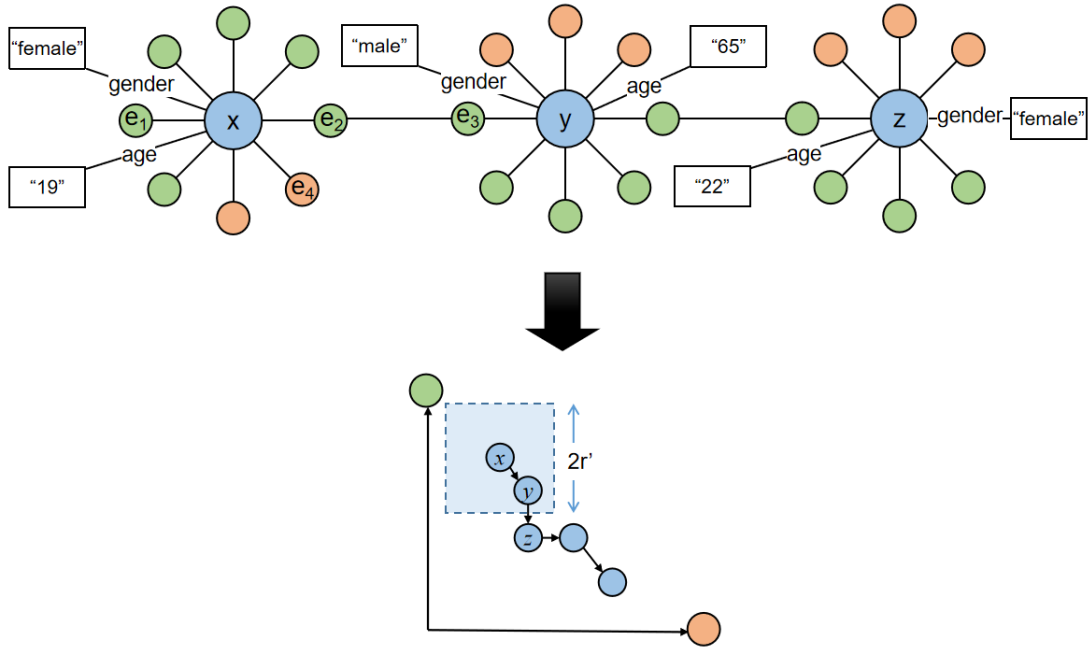 “female”
gender
e1
x
e2
age
“19”
e4
“male”
gender
“65”
age
e3
y
z
gender
“female”
age
“22”
x
y
z
2r’